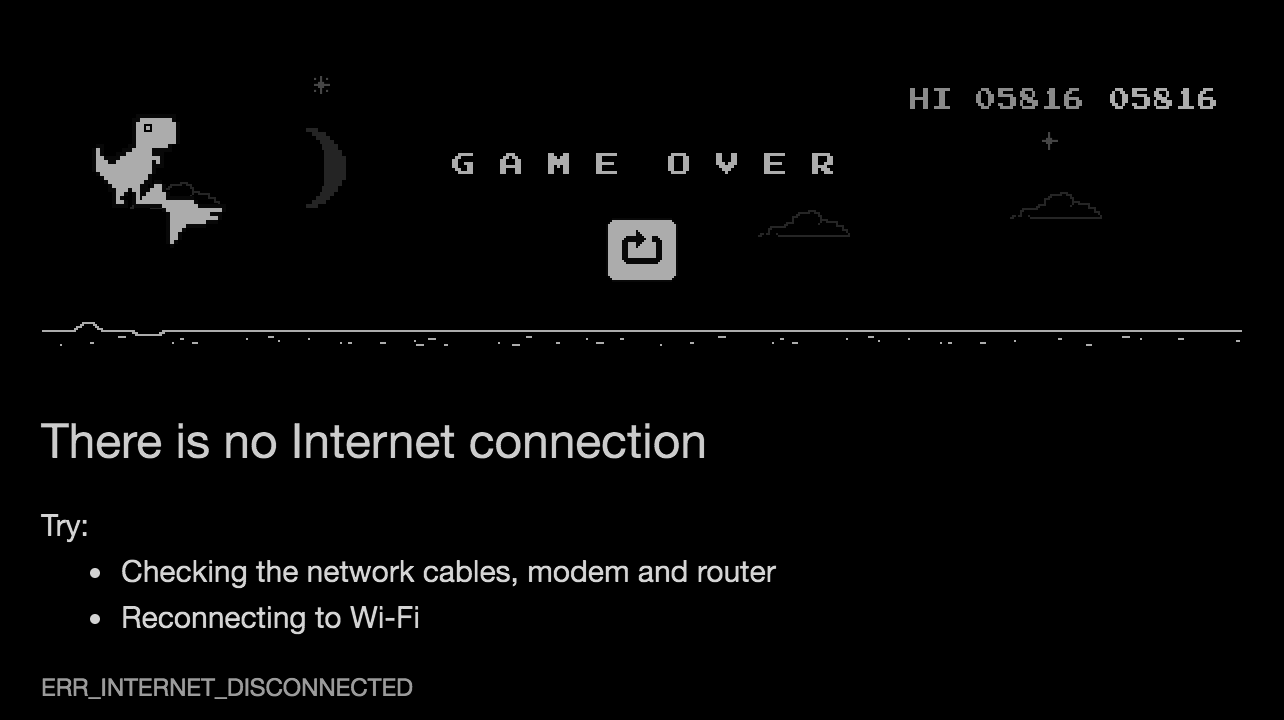 HI 05816 05816
GAME OVER
There is no Internet connection
Try:
• Checking the network cables, modem and router
• Reconnecting to Wi-Fi
ERR_INTERNET_DISCONNECTED